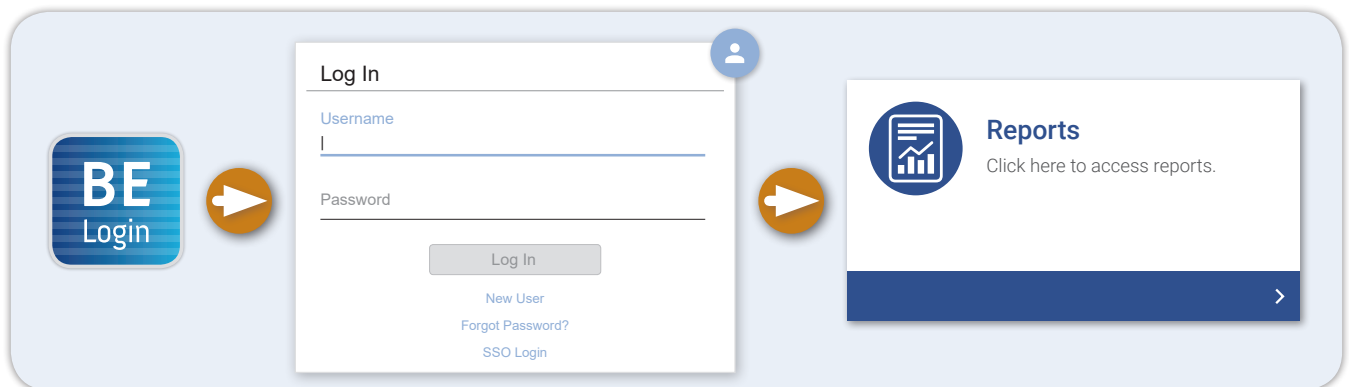 BE
Login
Log In
Username
Password
Log In
New User
Forgot Password?
SSO Login
Reports
Click here to access reports.